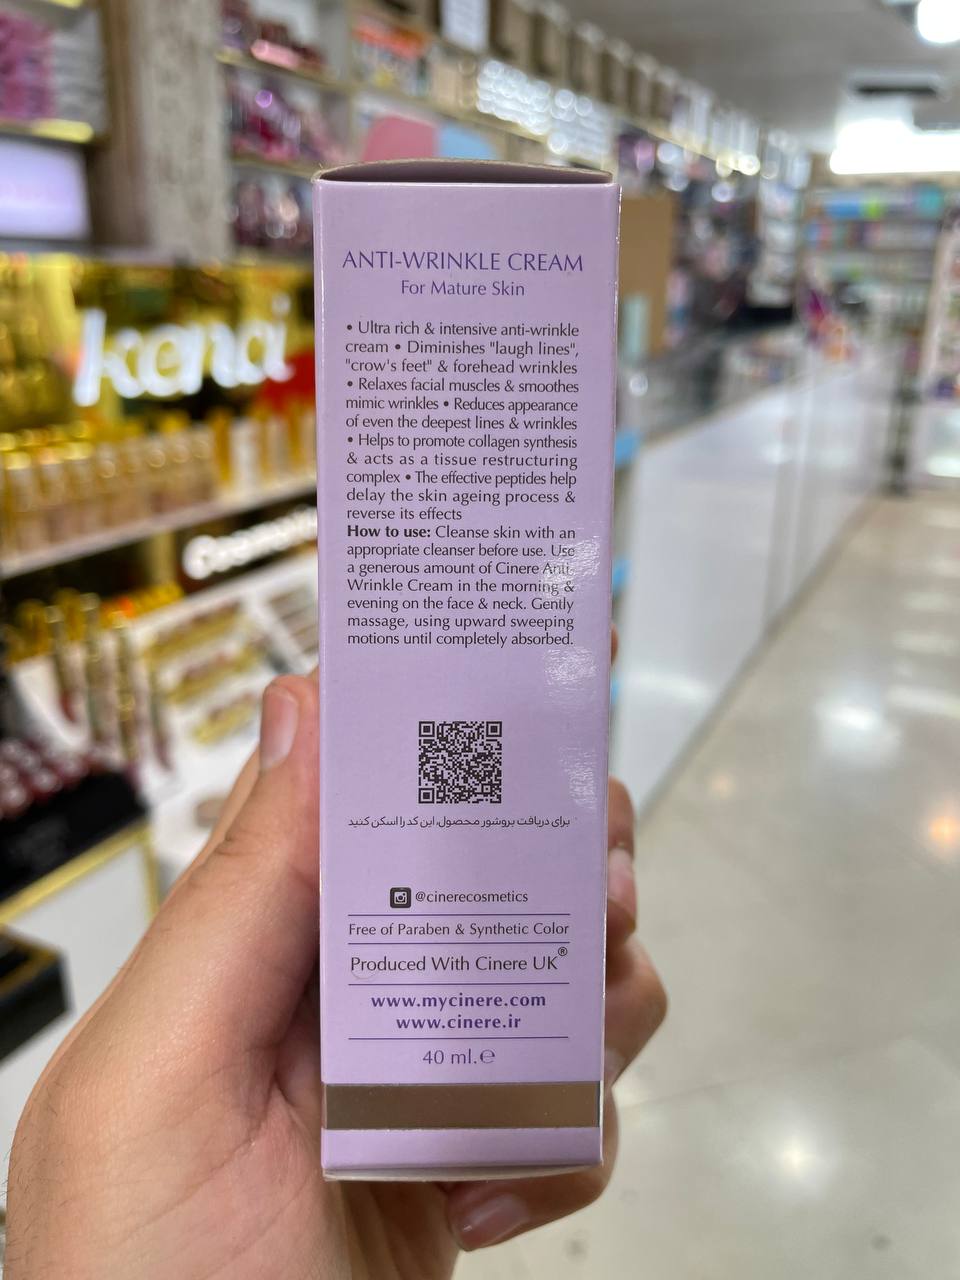 ANTI-WRINKLE CREAM
For Mature Skin
• Ultra rich & intensive anti-wrinkle
cream • Diminishes "laugh lines",
"crow's feet" & forehead wrinkles
• Relaxes facial muscles & smoothes
mimic wrinkles • Reduces appearance
of even the deepest lines & wrinkles
• Helps to promote collagen synthesis
& acts as a tissue restructuring
complex • The effective peptides help
delay the skin ageing process &
reverse its effects
How to use: Cleanse skin with an
appropriate cleanser before use. Use
a generous amount of Cinere Anti-
Wrinkle Cream in the morning &
evening on the face & neck. Gently
massage, using upward sweeping
motions until completely absorbed.
برای دریافت بروشور محصول، این کد را اسکن کنید
@cinerecosmetics
Free of Paraben & Synthetic Color
Produced With Cinere UK®
www.mycinere.com
www.cinere.ir
40 ml.℮